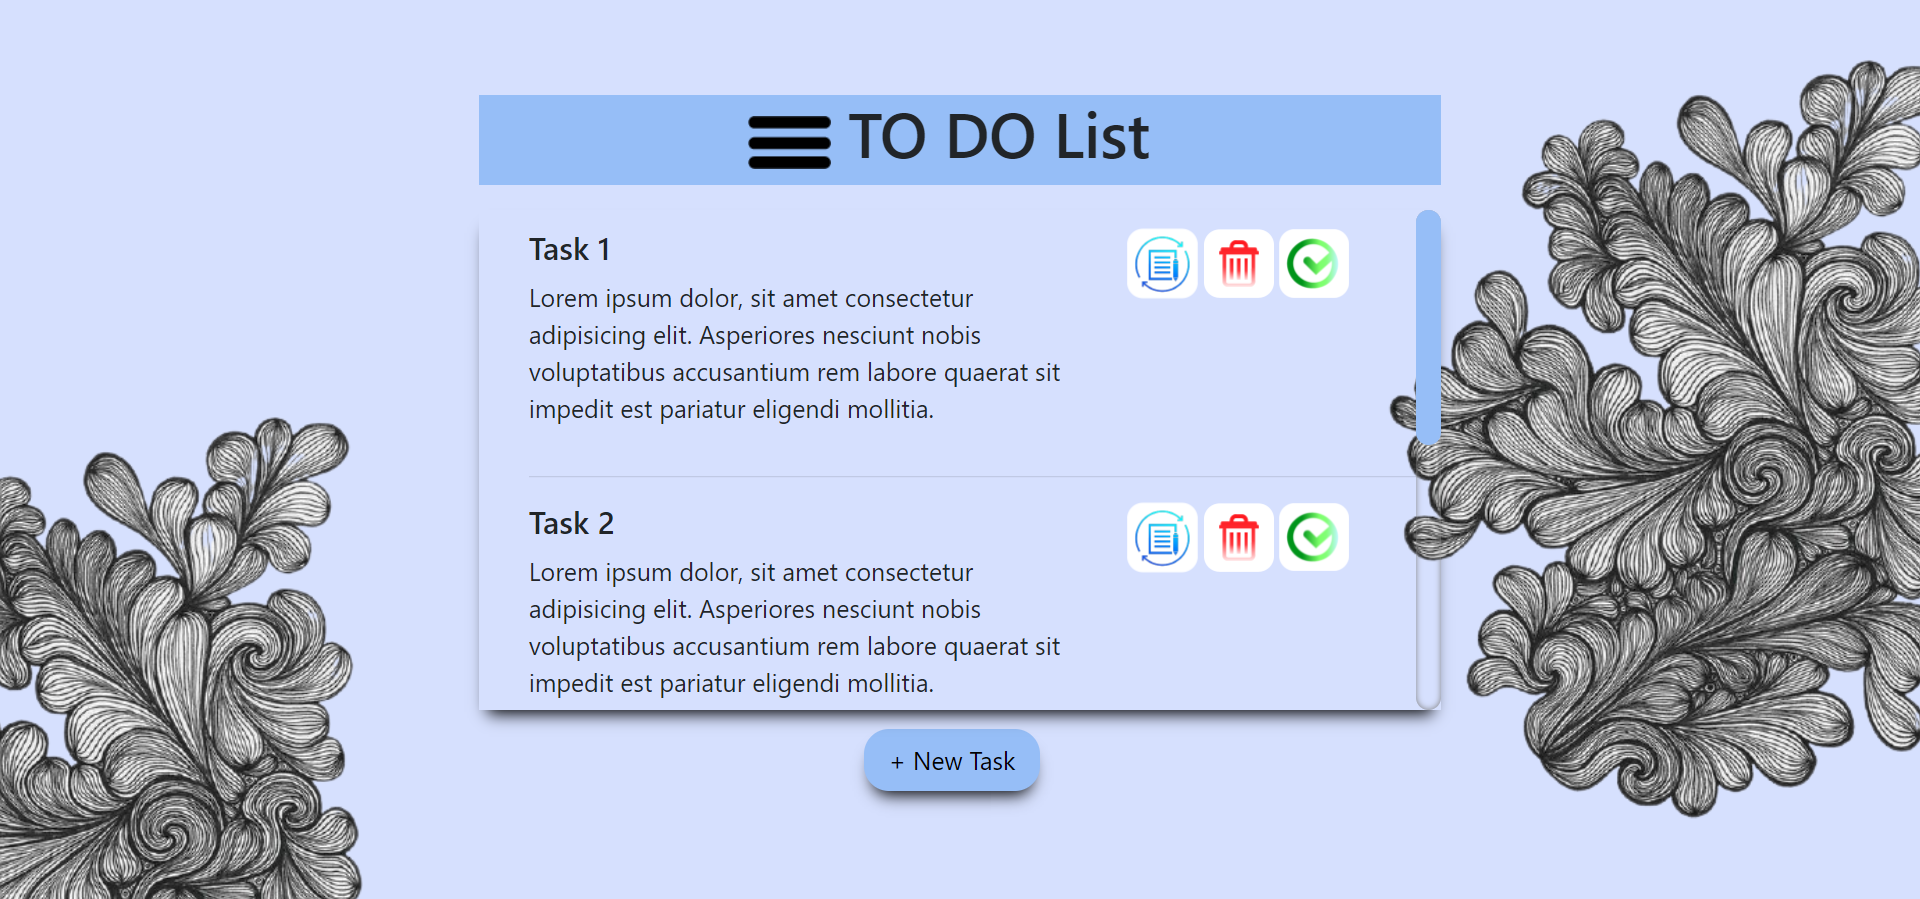 TO DO List
Task 1
Lorem ipsum dolor, sit amet consectetur
adipisicing elit. Asperiores nesciunt nobis
voluptatibus accusantium rem labore quaerat sit
impedit est pariatur eligendi mollitia.
Task 2
Lorem ipsum dolor, sit amet consectetur
adipisicing elit. Asperiores nesciunt nobis
voluptatibus accusantium rem labore quaerat sit
impedit est pariatur eligendi mollitia.
+ New Task